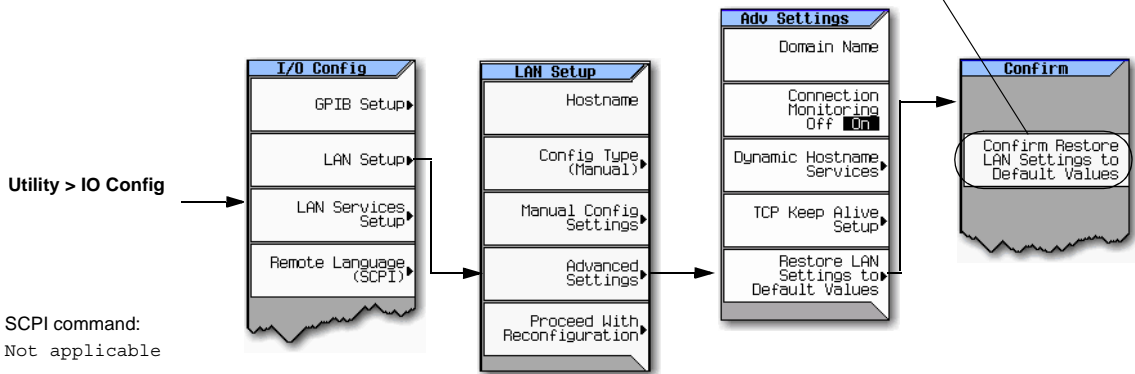 Utility > IO Config
SCPI command:
Not applicable
I/O Config
GPIB Setup
LAN Setup
LAN Services
Setup
Remote Language
(SCPI)
LAN Setup
Hostname
Config Type
(Manual)
Manual Config
Settings
Advanced
Settings
Proceed With
Reconfiguration
Adv Settings
Domain Name
Connection
Monitoring
Off On
Dynamic Hostname
Services
TCP Keep Alive
Setup
Restore LAN
Settings to
Default Values
Confirm
Confirm Restore
LAN Settings to
Default Values